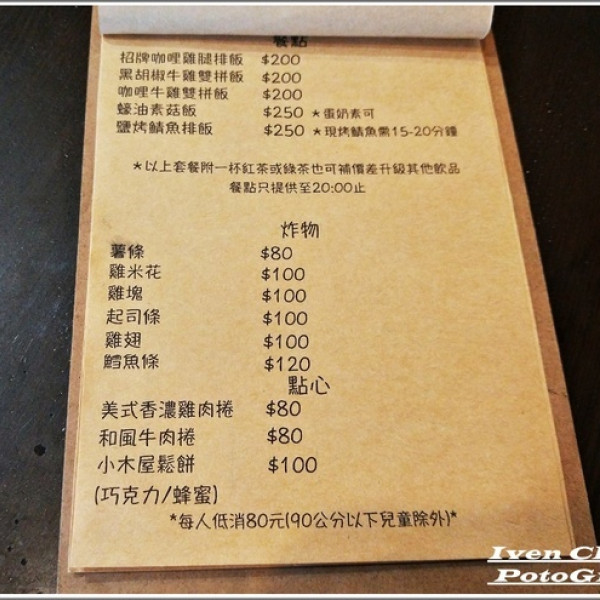 餐點
招牌咖哩雞腿排飯 $200
黑胡椒牛雞雙拼飯 $200
咖哩牛雞雙拼飯 $200
蠔油素菇飯 $250 *蛋奶素可
鹽烤鯖魚排飯 $250 *現烤鯖魚需15-20分鐘
*以上套餐附一杯紅茶或綠茶也可補價差升級其他飲品
餐點只提供至20:00止
炸物
薯條 $80
雞米花 $100
雞塊 $100
起司條 $100
雞翅 $100
鱈魚條 $120
點心
美式香濃雞肉捲 $80
和風牛肉捲 $80
小木屋鬆餅 $100
(巧克力/蜂蜜)
*每人低消80元(90公分以下兒童除外)*
Iven